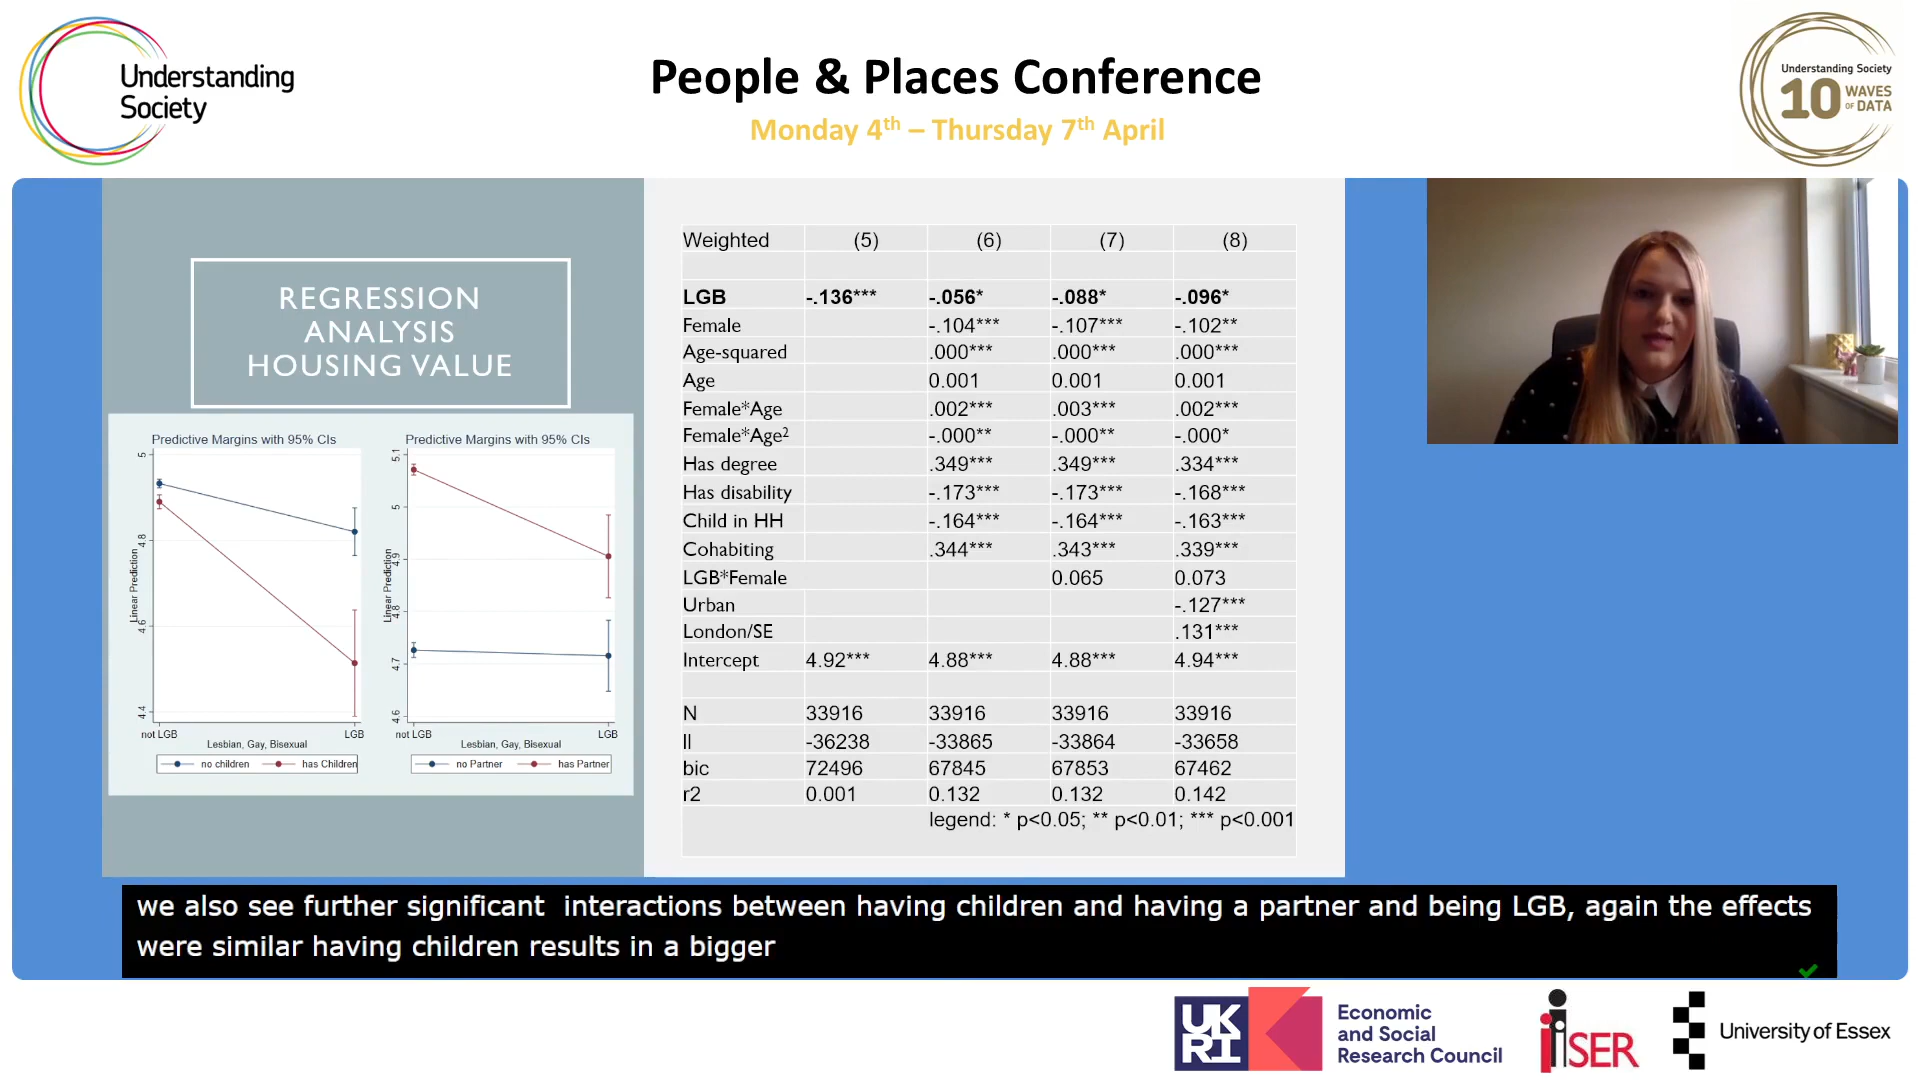 Understanding
Society
People & Places Conference
Monday 4th – Thursday 7th April
Understanding Society
10 WAVES
OF DATA
REGRESSION
ANALYSIS
HOUSING VALUE
Predictive Margins with 95% CIs
5
4.8
4.6
4.4
Linear Prediction
not LGB LGB
Lesbian, Gay, Bisexual
no children has Children
Predictive Margins with 95% CIs
5.1
5
4.9
4.8
4.7
4.6
Linear Prediction
not LGB LGB
Lesbian, Gay, Bisexual
no Partner has Partner
Weighted (5) (6) (7) (8)
LGB -.136*** -.056* -.088* -.096*
Female -.104*** -.107*** -.102**
Age-squared .000*** .000*** .000***
Age 0.001 0.001 0.001
Female*Age .002*** .003*** .002***
Female*Age² -.000** -.000** -.000*
Has degree .349*** .349*** .334***
Has disability -.173*** -.173*** -.168***
Child in HH -.164*** -.164*** -.163***
Cohabiting .344*** .343*** .339***
LGB*Female 0.065 0.073
Urban -.127***
London/SE .131***
Intercept 4.92*** 4.88*** 4.88*** 4.94***
N 33916 33916 33916 33916
ll -36238 -33865 -33864 -33658
bic 72496 67845 67853 67462
r2 0.001 0.132 0.132 0.142
legend: * p<0.05; ** p<0.01; *** p<0.001
we also see further significant interactions between having children and having a partner and being LGB, again the effects
were similar having children results in a bigger
UK
RI
Economic
and Social
Research Council
iSER
University of Essex